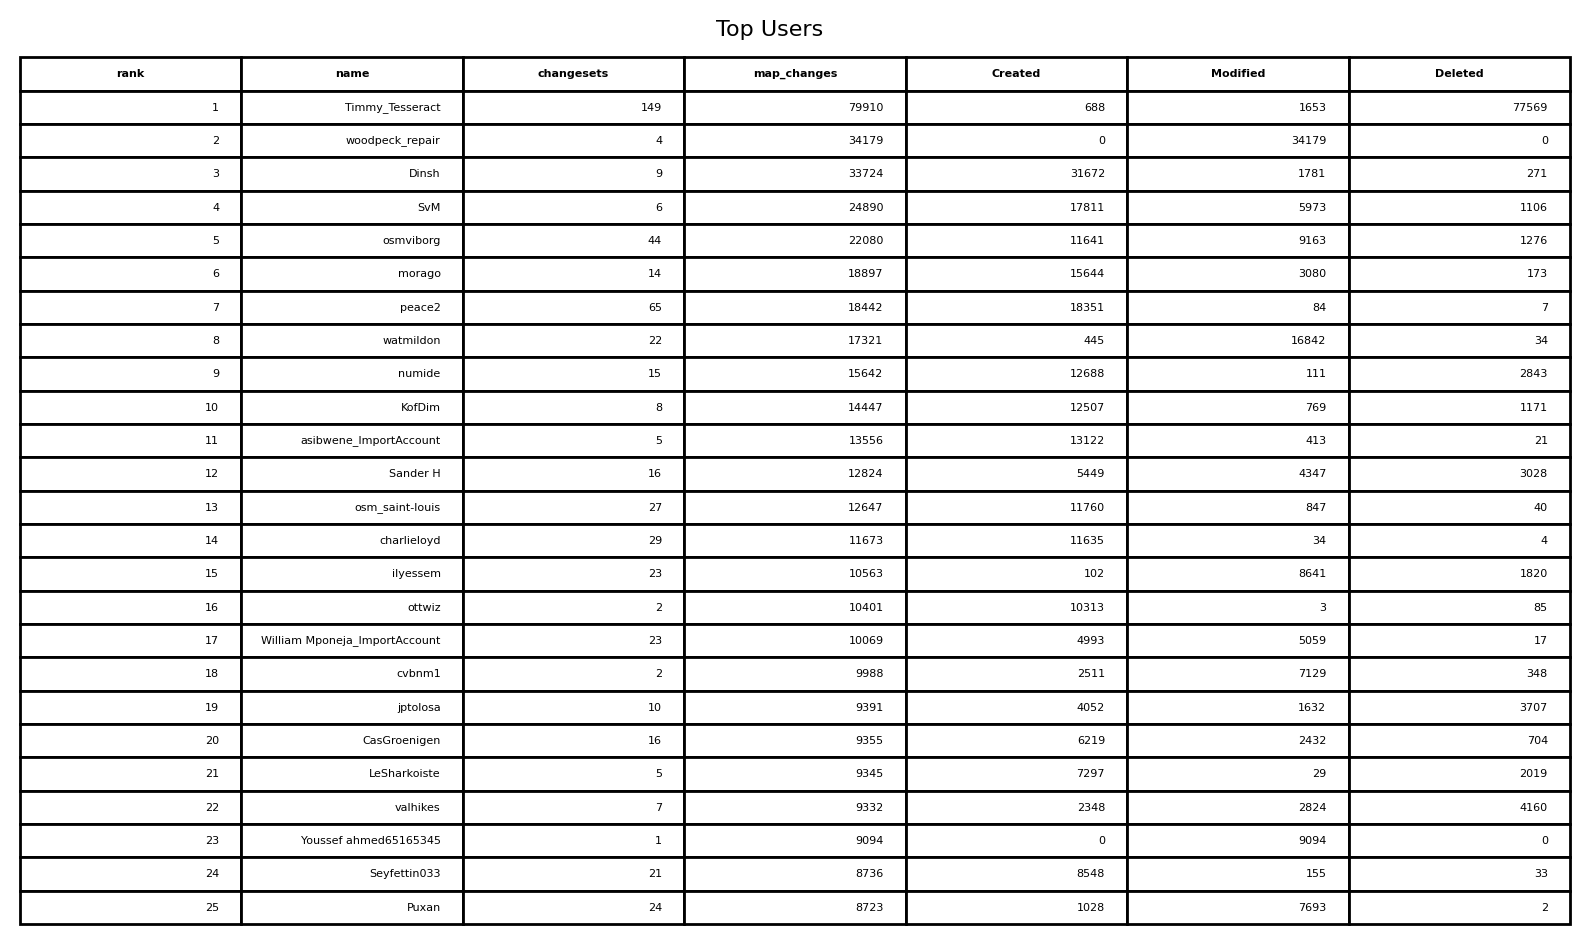 Top Users
rank name changesets map_changes Created Modified Deleted
1 Timmy_Tesseract 149 79910 688 1653 77569
2 woodpeck_repair 4 34179 0 34179 0
3 Dinsh 9 33724 31672 1781 271
4 SvM 6 24890 17811 5973 1106
5 osmviborg 44 22080 11641 9163 1276
6 morago 14 18897 15644 3080 173
7 peace2 65 18442 18351 84 7
8 watmildon 22 17321 445 16842 34
9 numide 15 15642 12688 111 2843
10 KofDim 8 14447 12507 769 1171
11 asibwene_ImportAccount 5 13556 13122 413 21
12 Sander H 16 12824 5449 4347 3028
13 osm_saint-louis 27 12647 11760 847 40
14 charlieloyd 29 11673 11635 34 4
15 ilyessem 23 10563 102 8641 1820
16 ottwiz 2 10401 10313 3 85
17 William Mponeja_ImportAccount 23 10069 4993 5059 17
18 cvbnm1 2 9988 2511 7129 348
19 jptolosa 10 9391 4052 1632 3707
20 CasGroenigen 16 9355 6219 2432 704
21 LeSharkoiste 5 9345 7297 29 2019
22 valhikes 7 9332 2348 2824 4160
23 Youssef ahmed65165345 1 9094 0 9094 0
24 Seyfettin033 21 8736 8548 155 33
25 Puxan 24 8723 1028 7693 2